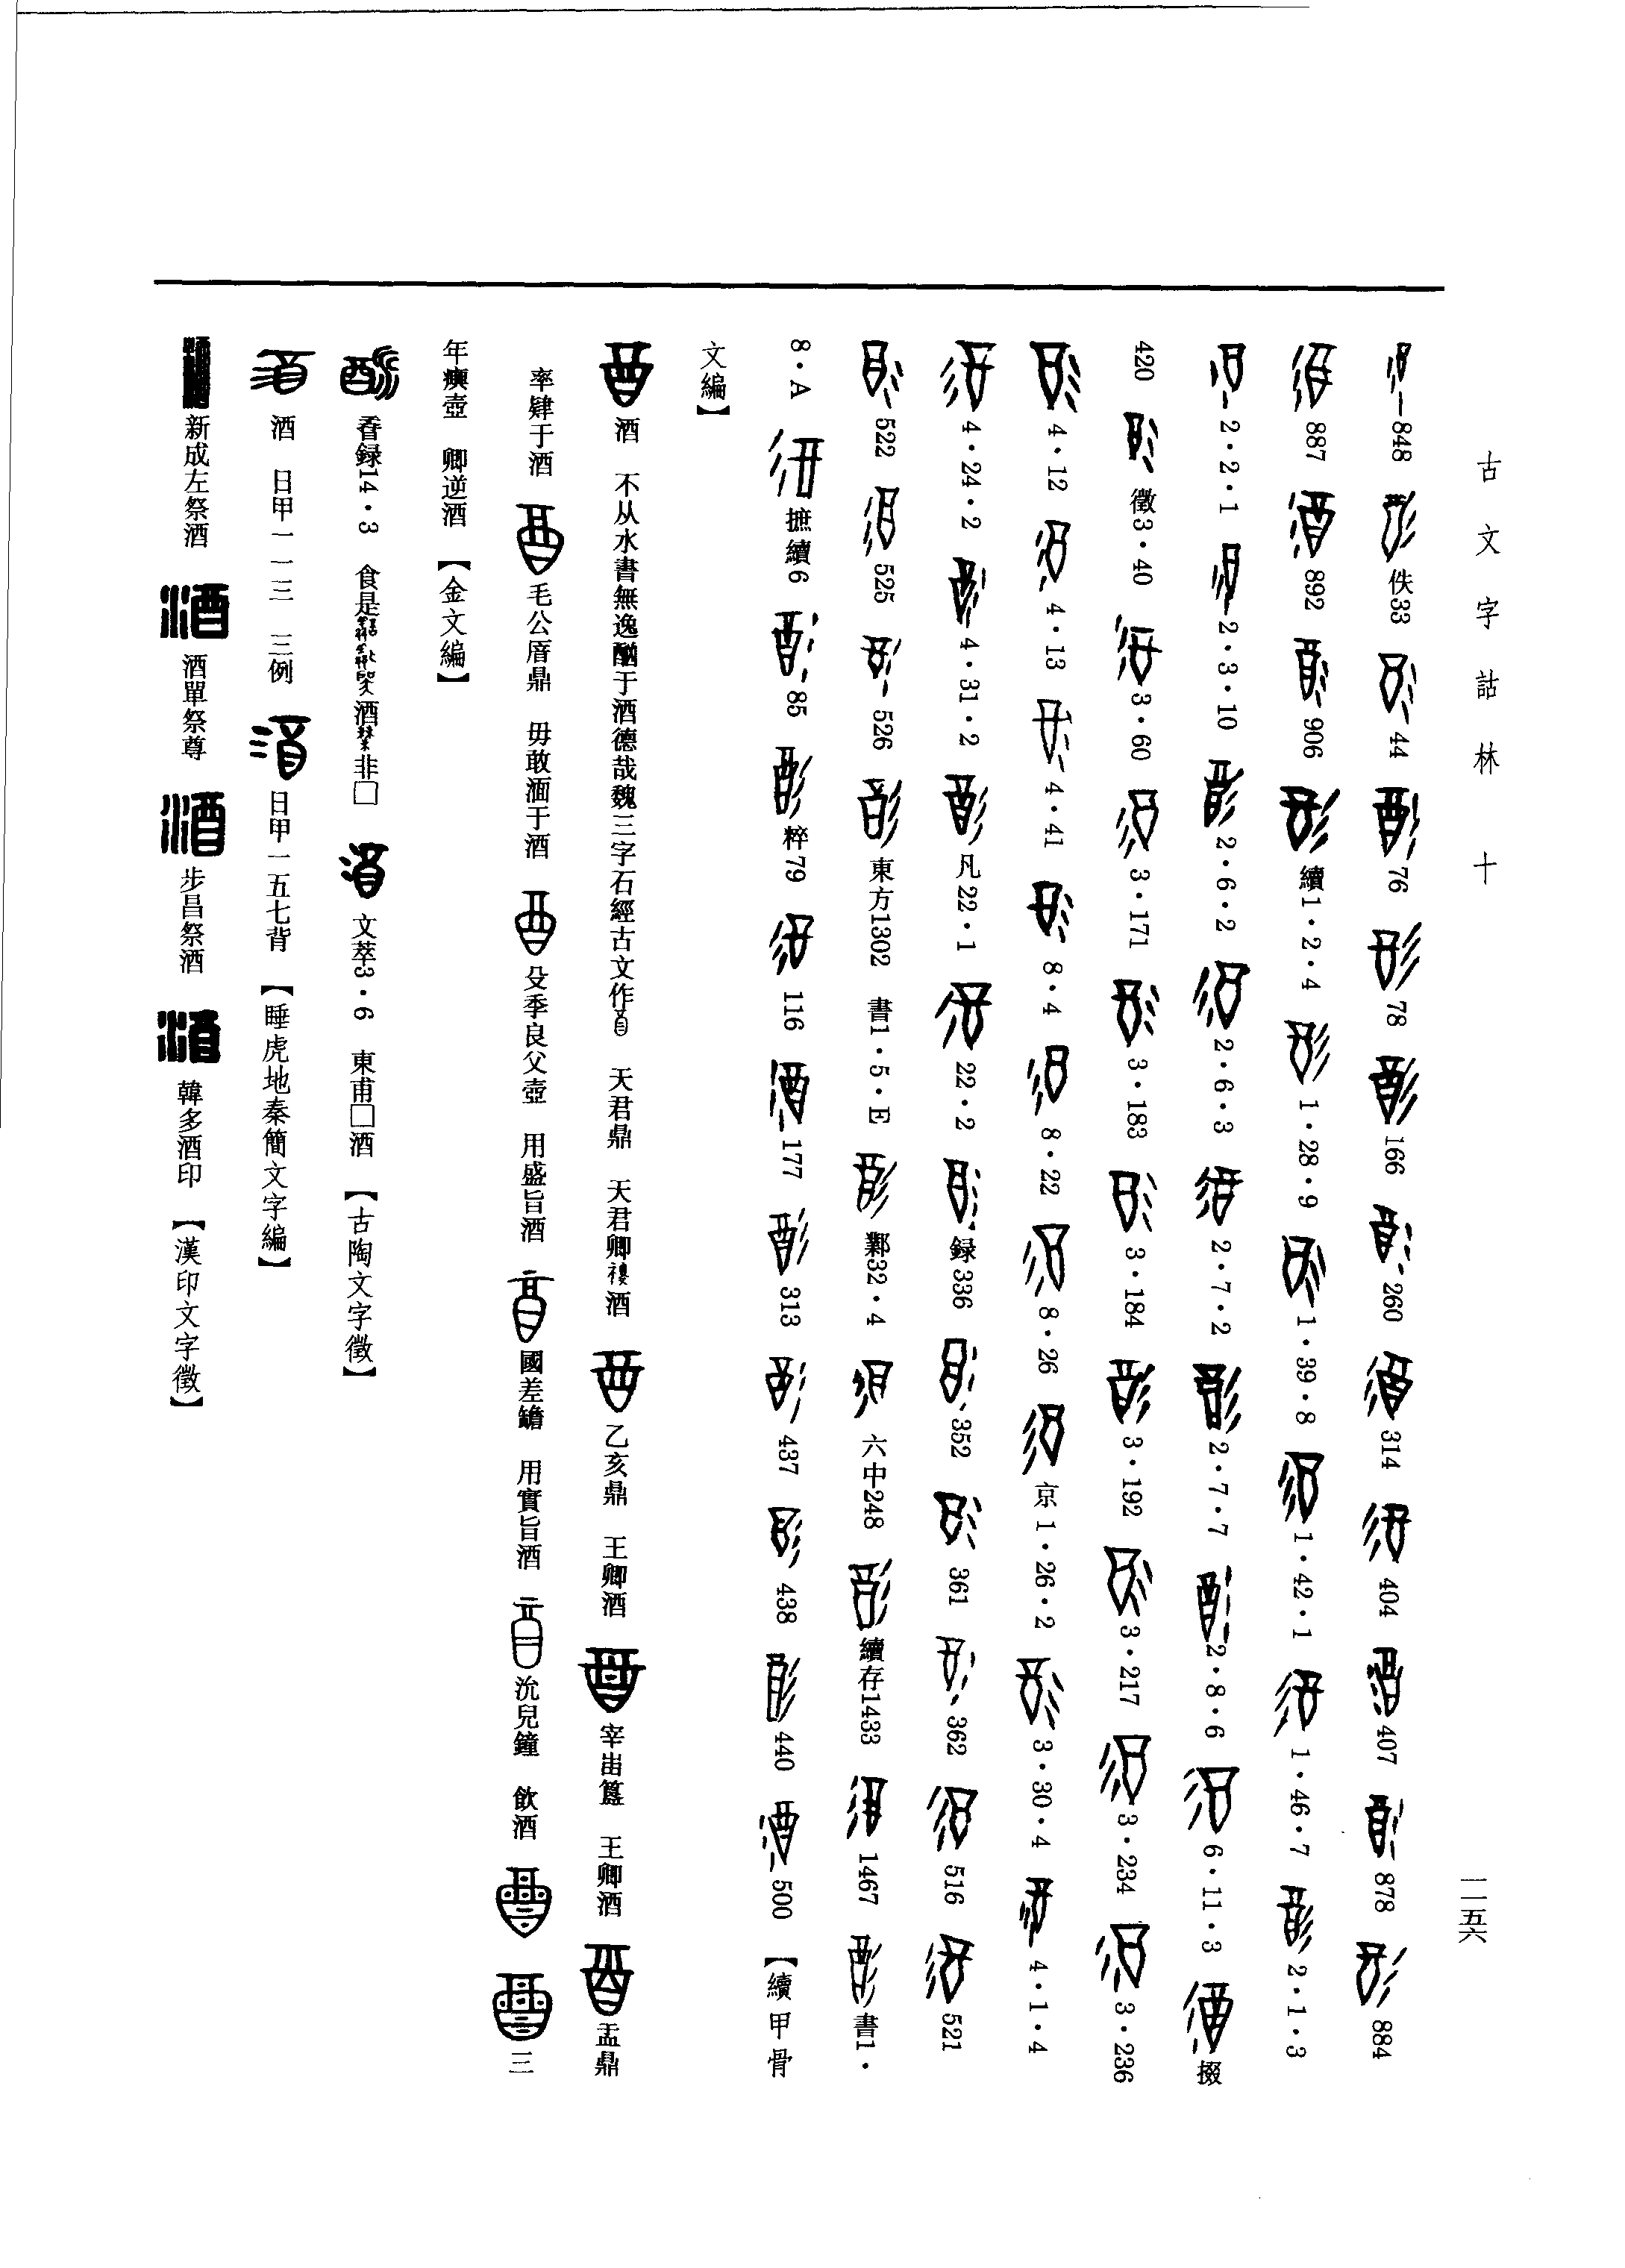 古文字詁林　十
一一五六
848　佚33　44　76　78　166　260　314　404　407　878　884
887　892　906　續1·2·4　1·28·9　1·39·8　1·42·1　1·46·7　2·1·3
2·2·1　2·3·10　2·6·2　2·6·3　2·7·2　2·7·7　2·8·6　6·11·3　掇
420　徵3·40　3·60　3·171　3·183　3·184　3·192　3·217　3·234　3·236
4·12　4·13　4·41　8·4　8·22　8·26　京1·26·2　3·30·4　4·1·4
4·24·2　4·31·2　凡22·1　22·2　録336　352　361　362　516　521
522　525　526　東方1302　書1·5·E　鄴32·4　六中248　續存1433　1467　書1·
8·A　摭續6　85　粹79　116　177　313　437　438　440　500　【續甲骨
文編】
酒　不从水書無逸酗于酒德哉魏三字石經古文作　天君鼎　天君卿酒　乙亥鼎　王卿酒　宰甾簋　王卿酒　盂鼎
率肄于酒　毛公厝鼎　毋敢湎于酒　殳季良父壺　用盛旨酒　國差𦉜　用實旨酒　沇兒鐘　飲酒　三
年㾓壺　卿逆酒　【金文編】
香録14·3　食是酒非□　文萃3·6　東甫□酒　【古陶文字徵】
酒　日甲一一三　三例　日甲一五七背　【睡虎地秦簡文字編】
新成左祭酒　酒單祭尊　步昌祭酒　韓多酒印　【漢印文字徵】